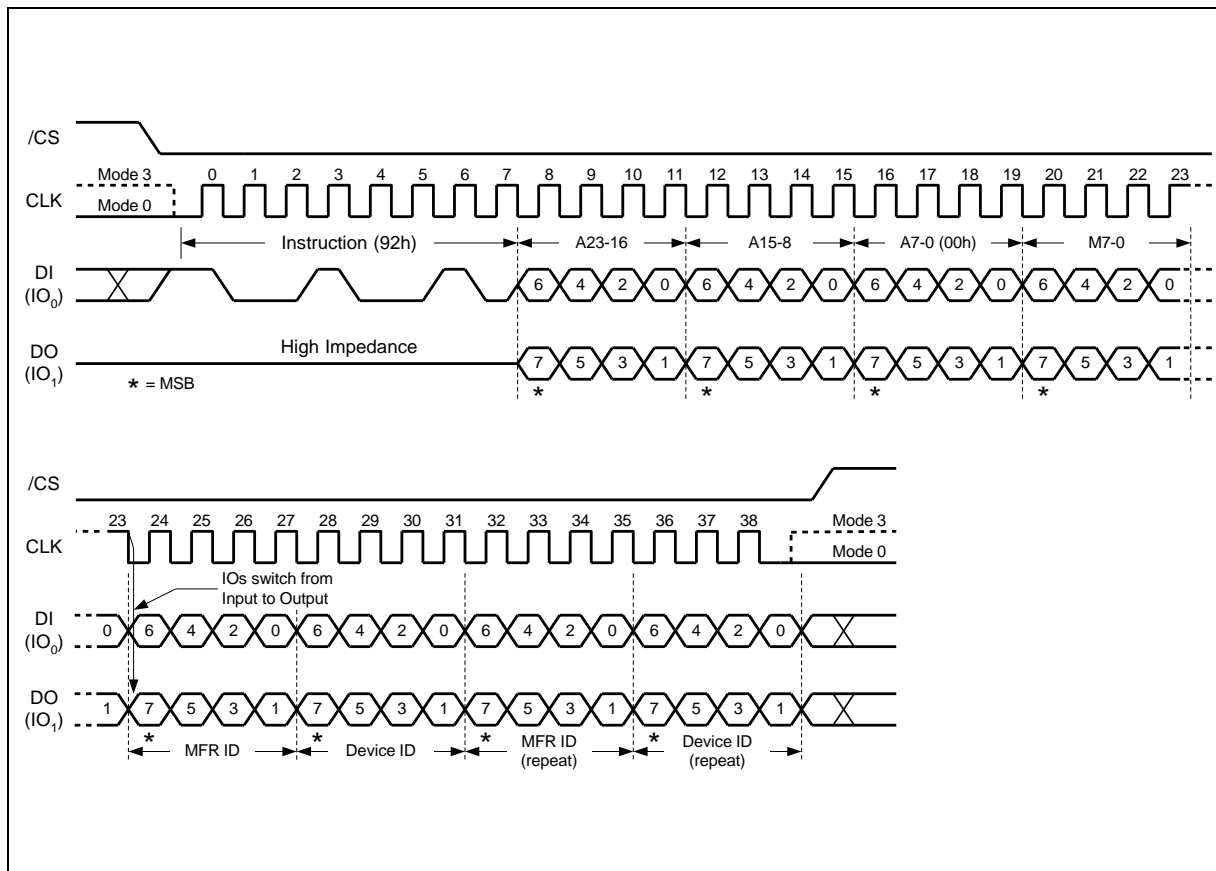 /CS
Mode 3 0 1 2 3 4 5 6 7 8 9 10 11 12 13 14 15 16 17 18 19 20 21 22 23
CLK
Mode 0
Instruction (92h) A23-16 A15-8 A7-0 (00h) M7-0
DI
(IO0) 6 4 2 0 6 4 2 0 6 4 2 0 6 4 2 0
High Impedance
DO
(IO1) 7 5 3 1 7 5 3 1 7 5 3 1 7 5 3 1
* = MSB * * * *
/CS
23 24 25 26 27 28 29 30 31 32 33 34 35 36 37 38 Mode 3
CLK
Mode 0
IOs switch from
Input to Output
DI
(IO0) 0 6 4 2 0 6 4 2 0 6 4 2 0 6 4 2 0
DO
(IO1) 1 7 5 3 1 7 5 3 1 7 5 3 1 7 5 3 1
* * * *
MFR ID Device ID MFR ID
(repeat) Device ID
(repeat)